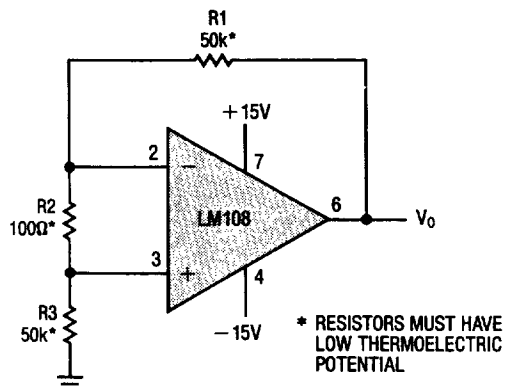 R1
50k*
+15V
2
7
−
6
LM108
V₀
R2
100Ω*
3
+
4
R3
50k*
−15V
* RESISTORS MUST HAVE
LOW THERMOELECTRIC
POTENTIAL